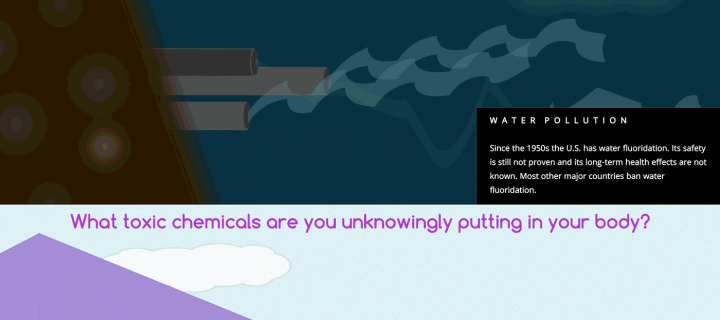 WATER POLLUTION
Since the 1950s the U.S. has water fluoridation. Its safety
is still not proven and its long-term health effects are not
known. Most other major countries ban water
fluoridation.
What toxic chemicals are you unknowingly putting in your body?